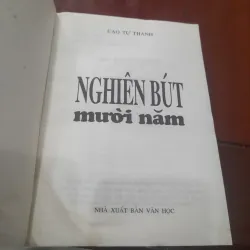 CAO TỰ THANH
NGHIÊN BÚT
mười năm
NHÀ XUẤT BẢN VĂN HỌC